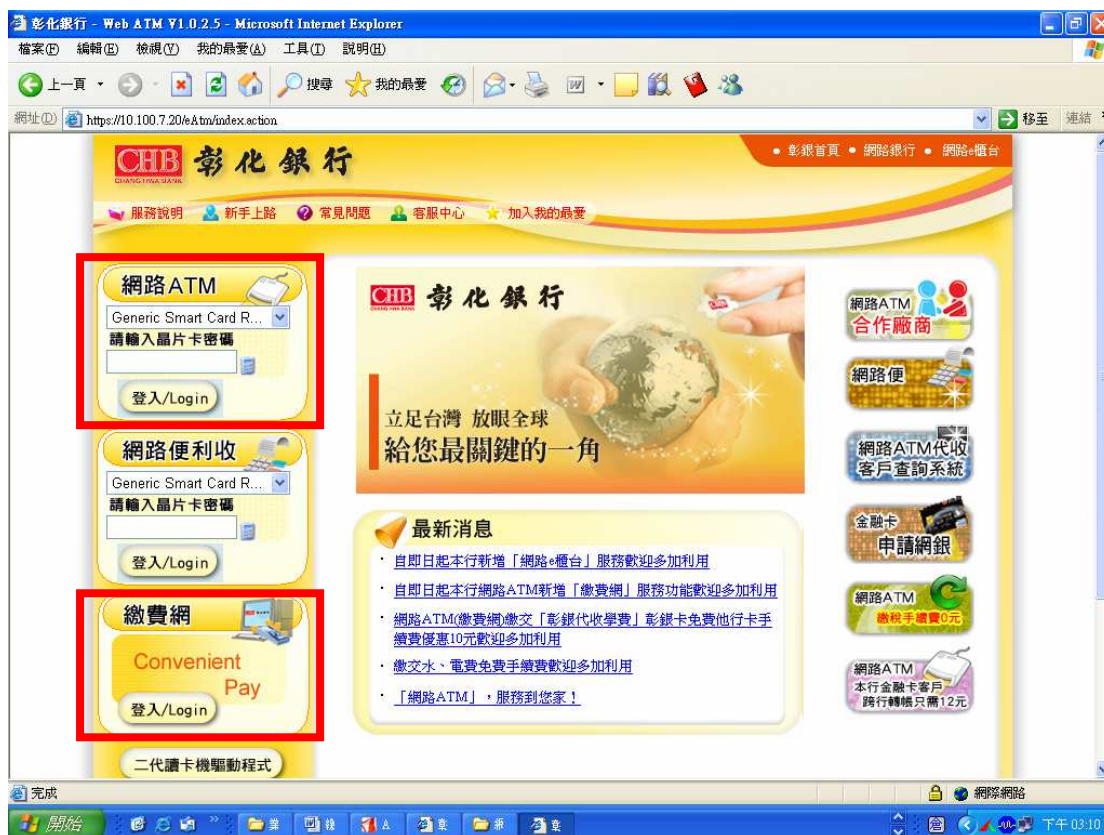 彰化銀行 - Web ATM V1.0.2.5 - Microsoft Internet Explorer
檔案(F) 編輯(E) 檢視(V) 我的最愛(A) 工具(T) 說明(H)
上一頁 搜尋 我的最愛
網址(D) https://10.100.7.20/eAtm/index.action 移至 連結
CHB 彰化銀行
CHANG HWA BANK
• 彰銀首頁 • 網路銀行 • 網路e櫃台
服務說明 新手上路 常見問題 客服中心 加入我的最愛
網路ATM
Generic Smart Card R...
請輸入晶片卡密碼
登入/Login
網路便利收
Generic Smart Card R...
請輸入晶片卡密碼
登入/Login
繳費網
Convenient
Pay
登入/Login
二代讀卡機驅動程式
CHB 彰化銀行
CHANG HWA BANK
立足台灣 放眼全球
給您最關鍵的一角
最新消息
· 自即日起本行新增「網路e櫃台」服務歡迎多加利用
· 自即日起本行網路ATM新增「繳費網」服務功能歡迎多加利用
· 網路ATM(繳費網)繳交「彰銀代收學費」彰銀卡免費他行卡手
續費優惠10元歡迎多加利用
· 繳交水、電費免費手續費歡迎多加利用
· 「網路ATM」，服務到您家！
網路ATM
合作廠商
網路便
網路ATM代收
客戶查詢系統
金融卡
申請網銀
網路ATM
繳稅手續費0元
網路ATM
本行金融卡客戶
跨行轉帳只需12元
完成 網際網路
開始 下午 03:10